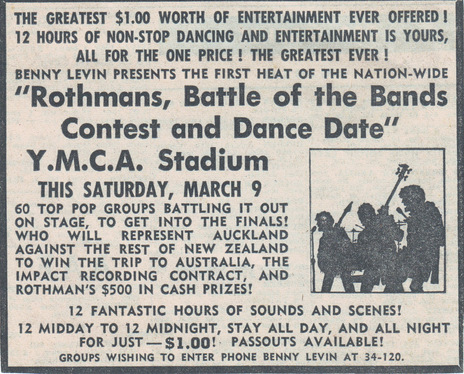 THE GREATEST $1.00 WORTH OF ENTERTAINMENT EVER OFFERED!
12 HOURS OF NON-STOP DANCING AND ENTERTAINMENT IS YOURS,
ALL FOR THE ONE PRICE! THE GREATEST EVER!
BENNY LEVIN PRESENTS THE FIRST HEAT OF THE NATION-WIDE
"Rothmans, Battle of the Bands
Contest and Dance Date"
Y.M.C.A. Stadium
THIS SATURDAY, MARCH 9
60 TOP POP GROUPS BATTLING IT OUT
ON STAGE, TO GET INTO THE FINALS!
WHO WILL REPRESENT AUCKLAND
AGAINST THE REST OF NEW ZEALAND
TO WIN THE TRIP TO AUSTRALIA, THE
IMPACT RECORDING CONTRACT, AND
ROTHMAN'S $500 IN CASH PRIZES!
12 FANTASTIC HOURS OF SOUNDS AND SCENES!
12 MIDDAY TO 12 MIDNIGHT, STAY ALL DAY, AND ALL NIGHT
FOR JUST — $1.00! PASSOUTS AVAILABLE!
GROUPS WISHING TO ENTER PHONE BENNY LEVIN AT 34-120.